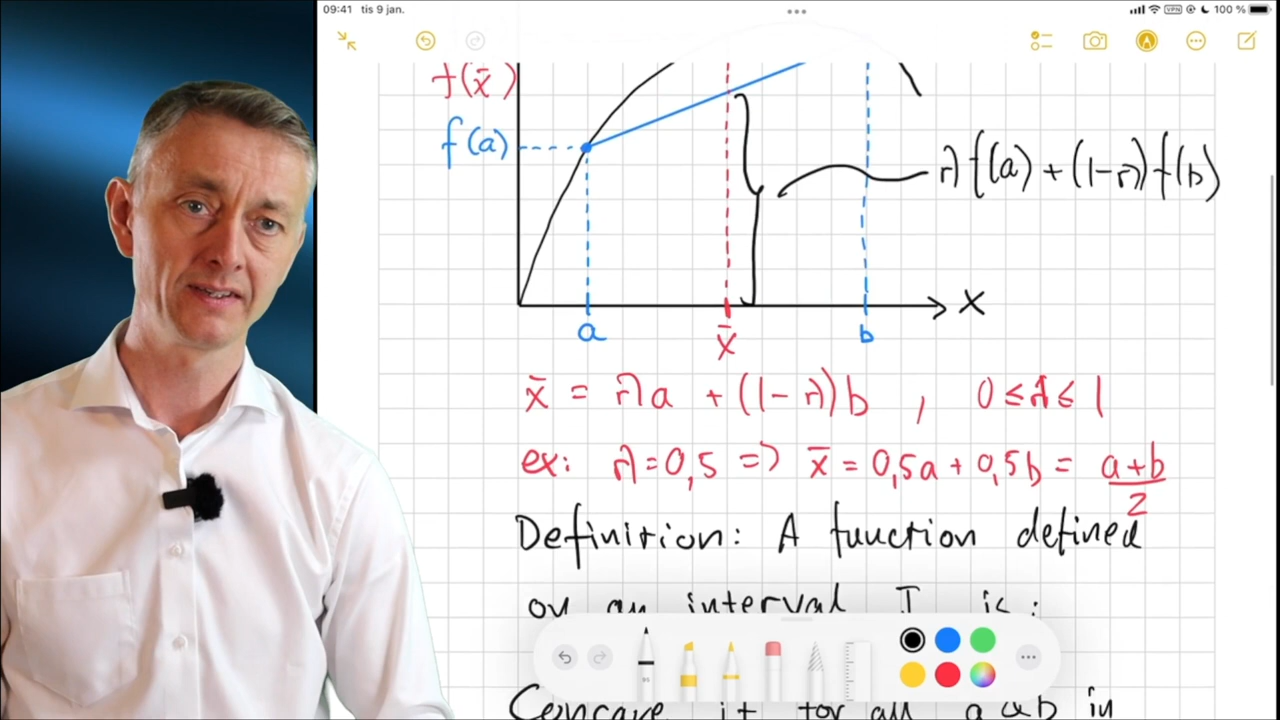 09:41 tis 9 jan.
VPN 100 %
f(x̄)
f(a)
λf(a) + (1-λ)f(b)
x
a
x̄
b
x̄ = λa + (1-λ)b , 0 ≤ λ ≤ 1
ex: λ=0,5 => x̄ = 0,5a + 0,5b = a+b/2
Definition: A function defined
on an interval I is:
Concave if for all a & b in